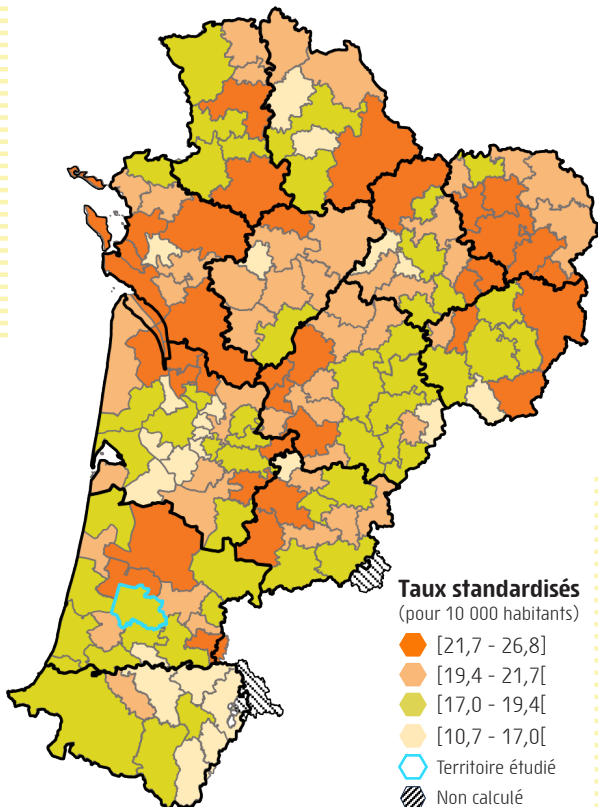 Taux standardisés
(pour 10 000 habitants)
[21,7 - 26,8]
[19,4 - 21,7[
[17,0 - 19,4[
[10,7 - 17,0[
Territoire étudié
Non calculé